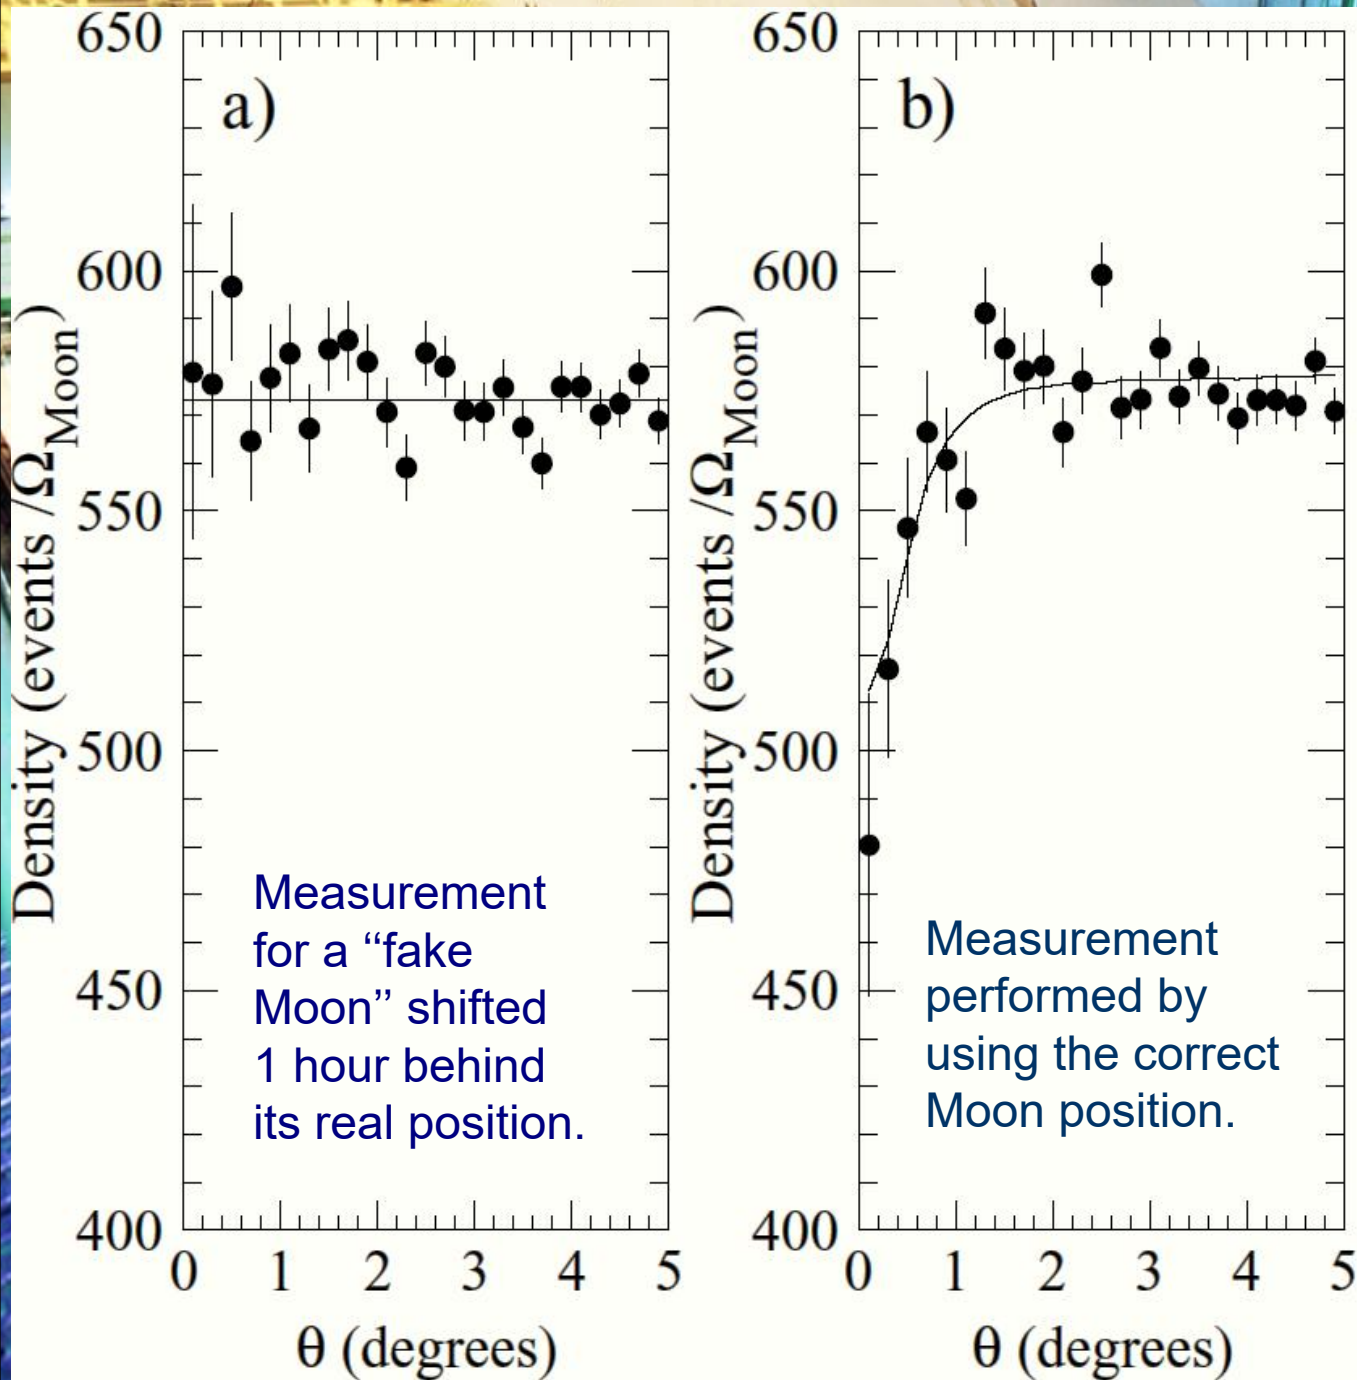 a)
650
600
550
500
450
400
0 1 2 3 4 5
θ (degrees)
Density (events /Ω_Moon)
Measurement
for a “fake
Moon” shifted
1 hour behind
its real position.
b)
650
600
550
500
450
400
0 1 2 3 4 5
θ (degrees)
Density (events /Ω_Moon)
Measurement
performed by
using the correct
Moon position.